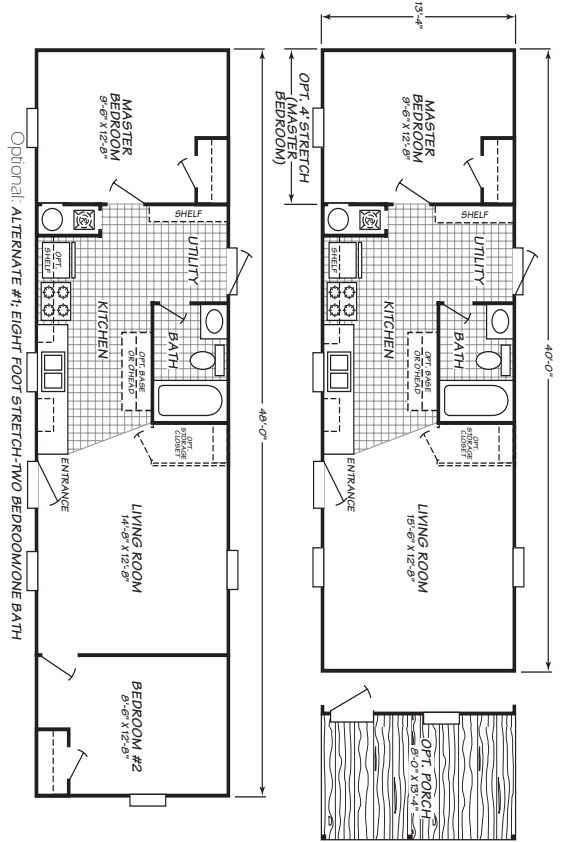 40'-0"
13'-4"
MASTER
BEDROOM
9'-6" X 12'-8"
SHELF
UTILITY
OPT.
SHELF
KITCHEN
BATH
OPT. BASE
OR O'HEAD
OPT.
STORAGE
CLOSET
ENTRANCE
LIVING ROOM
15'-6" X 12'-8"
OPT. PORCH
8'-0" X 13'-4"
OPT. 4' STRETCH
(MASTER
BEDROOM)
48'-0"
MASTER
BEDROOM
9'-6" X 12'-8"
SHELF
UTILITY
OPT.
SHELF
KITCHEN
BATH
OPT. BASE
OR O'HEAD
OPT.
STORAGE
CLOSET
ENTRANCE
LIVING ROOM
14'-8" X 12'-8"
BEDROOM #2
8'-6" X 12'-8"
Optional: ALTERNATE #1; EIGHT FOOT STRETCH-TWO BEDROOM/ONE BATH